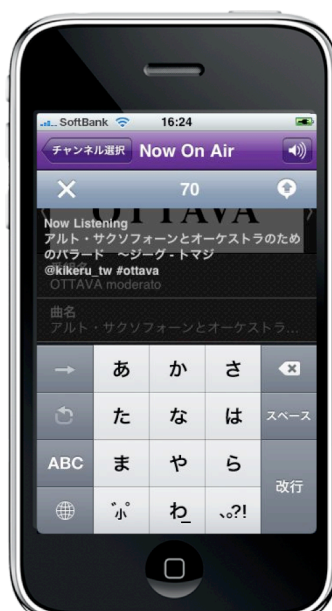 SoftBank 16:24
チャンネル選択 Now On Air
70
OTTAVA
Now Listening
アルト・サクソフォーンとオーケストラのため
のバラード 〜ジーグ - トマジ
@kikeru_tw #ottava
OTTAVA moderato
曲名
アルト・サクソフォーンとオーケストラ...
→ あ か さ
た な は スペース
ABC ま や ら 改行
゛小゜ わ_ 、。?!